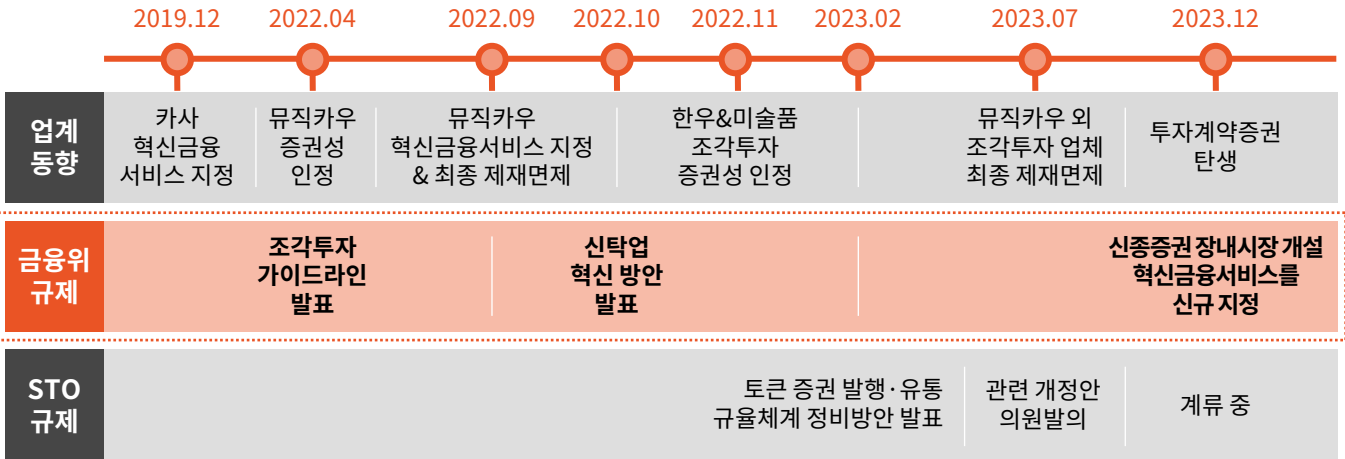 2019.12
2022.04
2022.09
2022.10
2022.11
2023.02
2023.07
2023.12
업계
동향
카사
혁신금융
서비스 지정
뮤직카우
증권성
인정
뮤직카우
혁신금융서비스 지정
& 최종 제재면제
한우&미술품
조각투자
증권성 인정
뮤직카우 외
조각투자 업체
최종 제재면제
투자계약증권
탄생
금융위
규제
조각투자
가이드라인
발표
신탁업
혁신 방안
발표
신종증권 장내시장 개설
혁신금융서비스를
신규 지정
STO
규제
토큰 증권 발행·유통
규율체계 정비방안 발표
관련 개정안
의원발의
계류 중